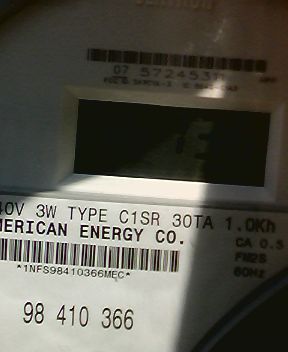 07 57245311
40V 3W TYPE C1SR 30TA 1.0Kh
MERICAN ENERGY CO.
CA 0.5
FM2S
60Hz
*1NFS98410366MEC*
98 410 366